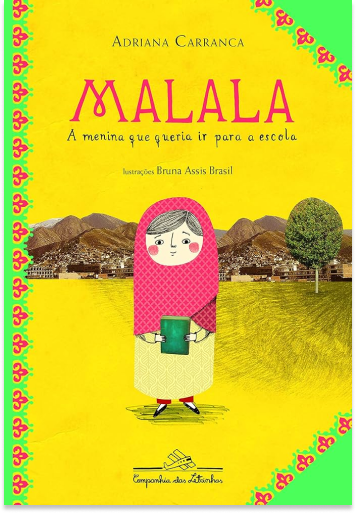 ADRIANA CARRANCA
MALALA
A menina que queria ir para a escola
Ilustrações Bruna Assis Brasil
Companhia das Letrinhas